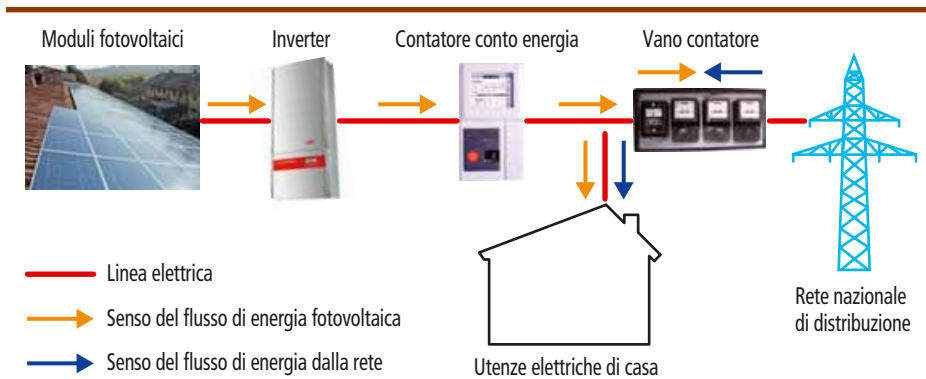 Moduli fotovoltaici
Inverter
Contatore conto energia
Vano contatore
Linea elettrica
Senso del flusso di energia fotovoltaica
Senso del flusso di energia dalla rete
Utenze elettriche di casa
Rete nazionale
di distribuzione